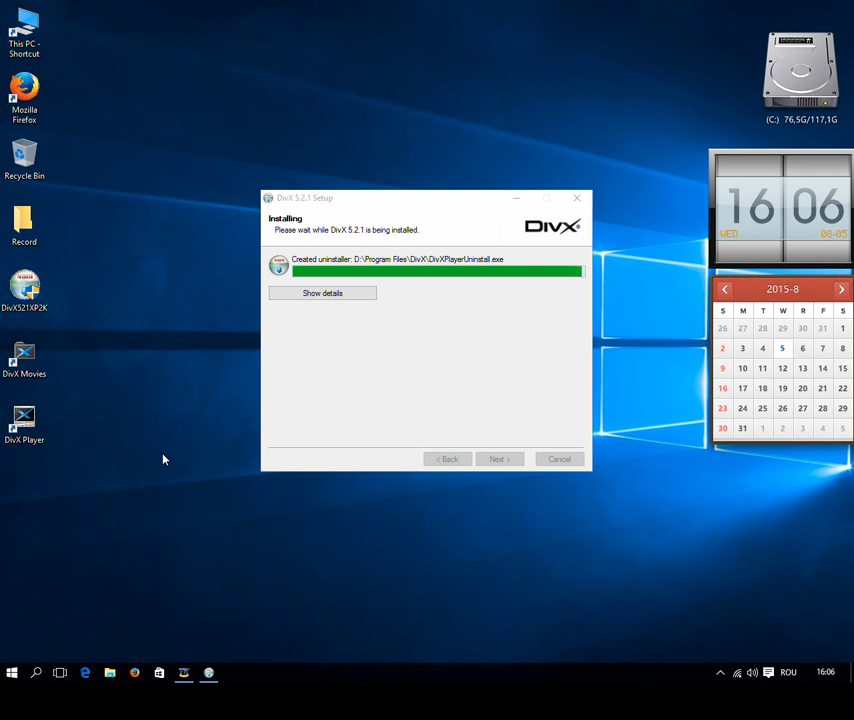 This PC -
Shortcut
Mozilla
Firefox
Recycle Bin
Record
DivX521XP2K
DivX Movies
DivX Player
DivX 5.2.1 Setup
Installing
Please wait while DivX 5.2.1 is being installed.
DIVX
Created uninstaller: D:\Program Files\DivX\DivXPlayerUninstall.exe
Show details
< Back
Next >
Cancel
(C:) 76,5G/117,1G
16 06
WED 08-05
2015-8
S M T W T F S
26 27 28 29 30 31 1
2 3 4 5 6 7 8
9 10 11 12 13 14 15
16 17 18 19 20 21 22
23 24 25 26 27 28 29
30 31 1 2 3 4 5
ROU
16:06